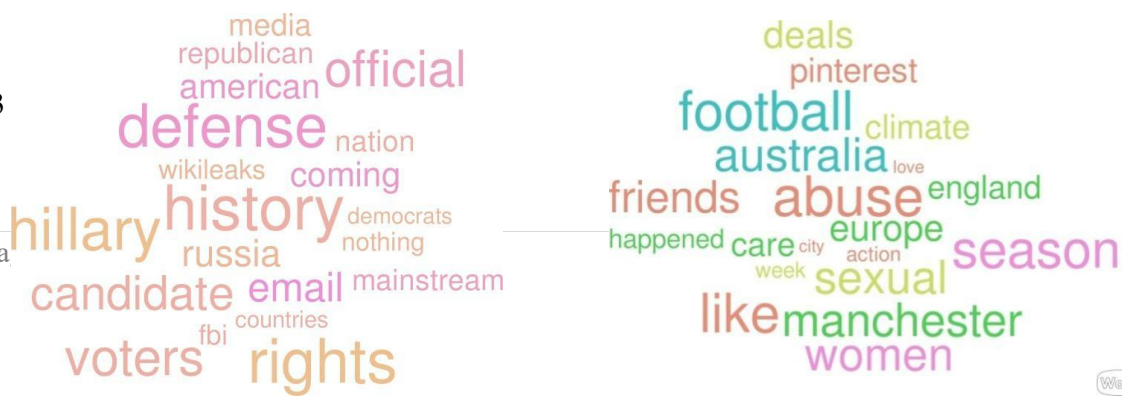 media
republican
american official
defense nation
wikileaks coming
hillary history democrats
nothing
russia
candidate email mainstream
countries
fbi
voters rights
deals
pinterest
football climate
australia love
friends abuse england
happened care city europe
action
season
week sexual
like manchester
women